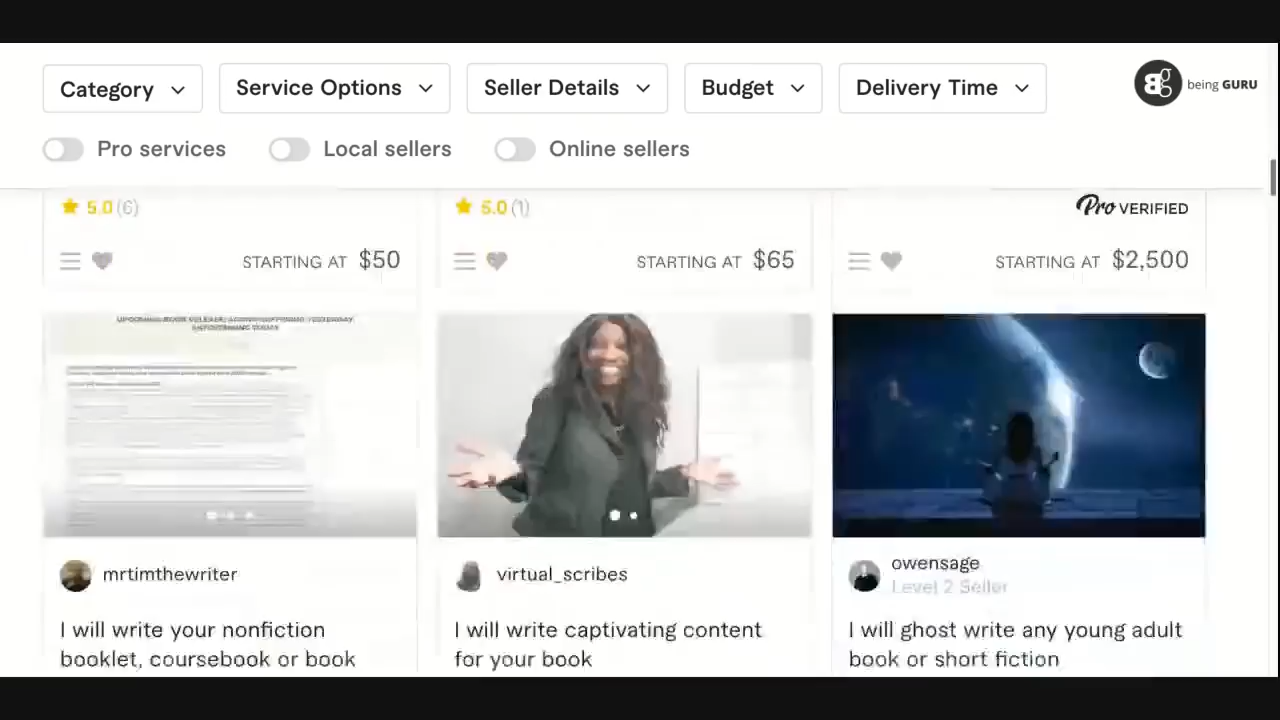 Category
Service Options
Seller Details
Budget
Delivery Time
being GURU
Pro services
Local sellers
Online sellers
5.0 (6)
5.0 (1)
Pro VERIFIED
STARTING AT $50
STARTING AT $65
STARTING AT $2,500
mrtimthewriter
I will write your nonfiction
booklet, coursebook or book
virtual_scribes
I will write captivating content
for your book
owensage
Level 2 Seller
I will ghost write any young adult
book or short fiction